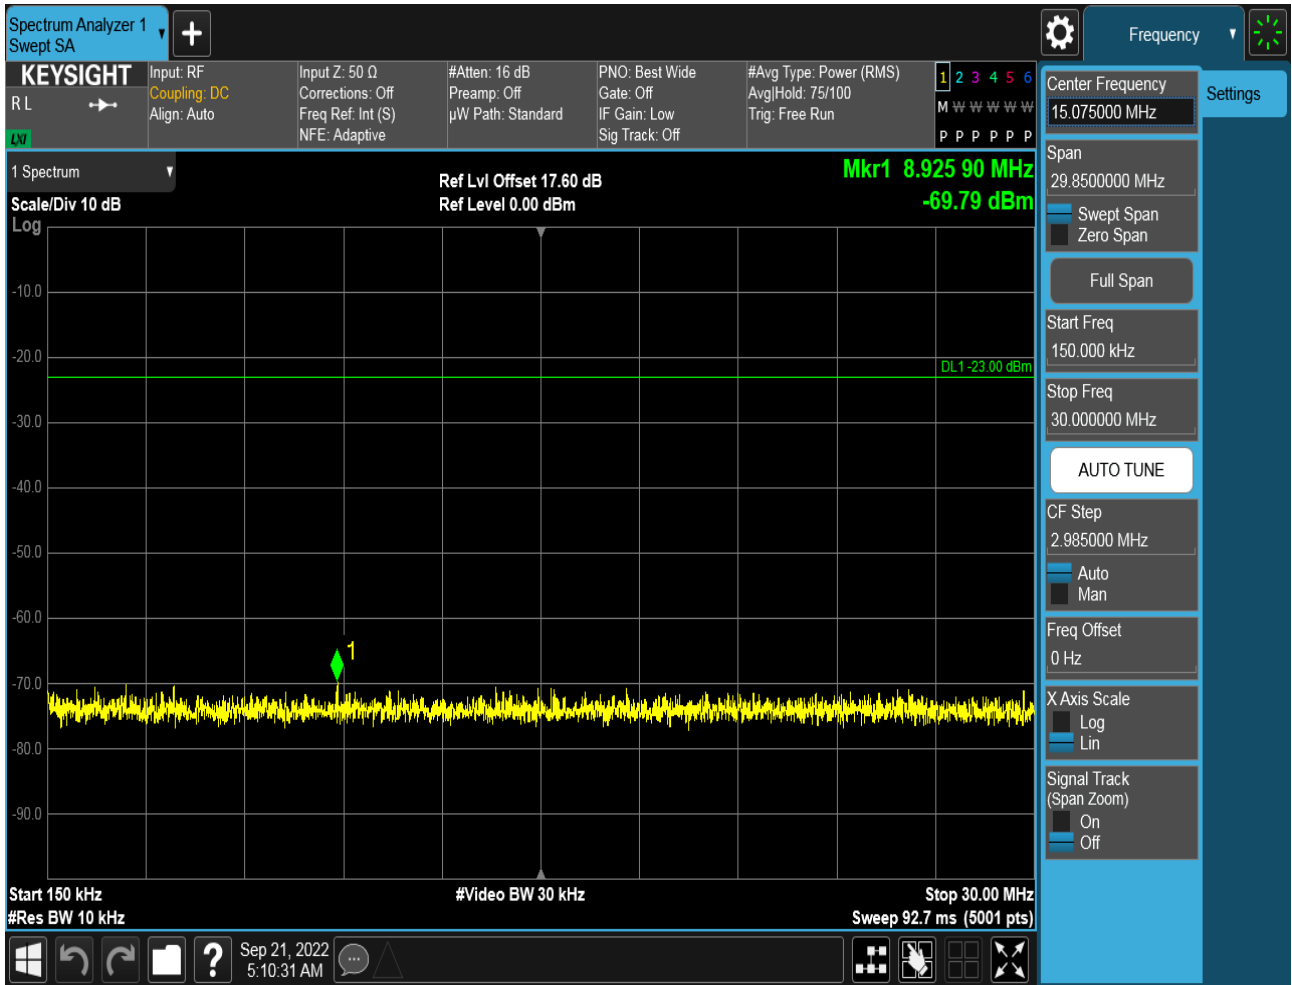 Spectrum Analyzer 1
Swept SA
Frequency
KEYSIGHT
R L
LXI
Input: RF
Coupling: DC
Align: Auto
Input Z: 50 Ω
Corrections: Off
Freq Ref: Int (S)
NFE: Adaptive
#Atten: 16 dB
Preamp: Off
µW Path: Standard
PNO: Best Wide
Gate: Off
IF Gain: Low
Sig Track: Off
#Avg Type: Power (RMS)
Avg|Hold: 75/100
Trig: Free Run
1 2 3 4 5 6
M W W W W W
P P P P P P
1 Spectrum
Scale/Div 10 dB
Log
Ref Lvl Offset 17.60 dB
Ref Level 0.00 dBm
Mkr1 8.925 90 MHz
-69.79 dBm
-10.0
-20.0
DL1 -23.00 dBm
-30.0
-40.0
-50.0
-60.0
1
-70.0
-80.0
-90.0
Start 150 kHz
#Res BW 10 kHz
#Video BW 30 kHz
Stop 30.00 MHz
Sweep 92.7 ms (5001 pts)
Center Frequency
15.075000 MHz
Settings
Span
29.8500000 MHz
Swept Span
Zero Span
Full Span
Start Freq
150.000 kHz
Stop Freq
30.000000 MHz
AUTO TUNE
CF Step
2.985000 MHz
Auto
Man
Freq Offset
0 Hz
X Axis Scale
Log
Lin
Signal Track
(Span Zoom)
On
Off
?
Sep 21, 2022
5:10:31 AM